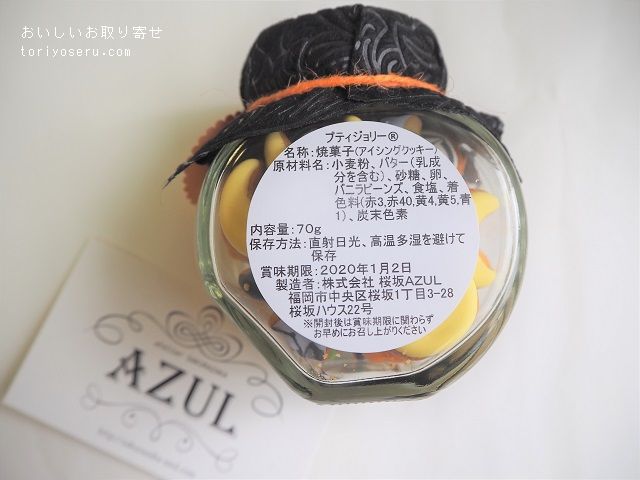 おいしいお取り寄せ
toriyoseru.com
プティジョリー®
名称:焼菓子(アイシングクッキー)
原材料名:小麦粉、バター(乳成
分を含む)、砂糖、卵、
バニラビーンズ、食塩、着
色料(赤3,赤40,黄4,黄5,青
1)、炭末色素
内容量:70g
保存方法:直射日光、高温多湿を避けて
保存
賞味期限:2020年1月2日
製造者:株式会社 桜坂AZUL
福岡市中央区桜坂1丁目3-28
桜坂ハウス22号
※開封後は賞味期限に関わらず
お早めにお召し上がりください
AZUL